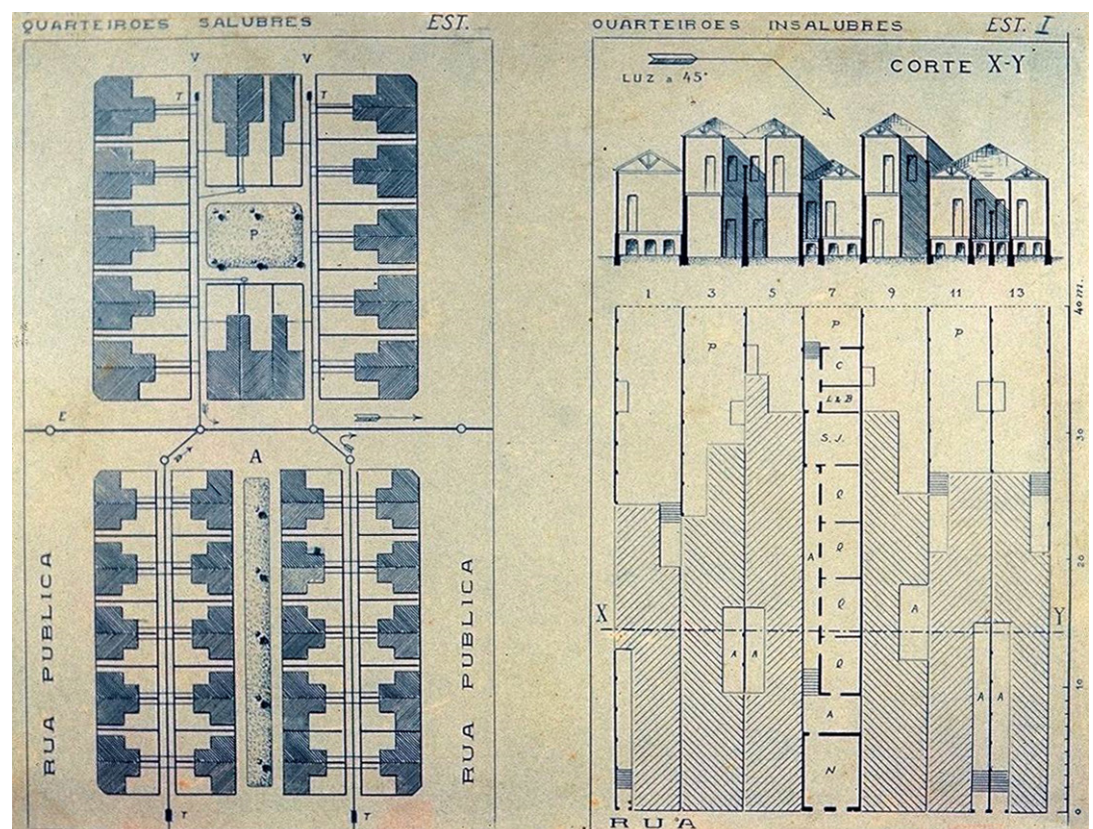 QUARTEIROES SALUBRES EST.
V V
T T
P
E
A
RUA PUBLICA
RUA PUBLICA
T T
QUARTEIROES INSALUBRES EST. I
CORTE X-Y
LUZ a 45°
1 3 5 7 9 11 13
40 m.
P P P
C
L & B
S. J.
30
Q
Q
A
20
Q
A
X Y
A A
Q
10
A
A A
N
0
RUA